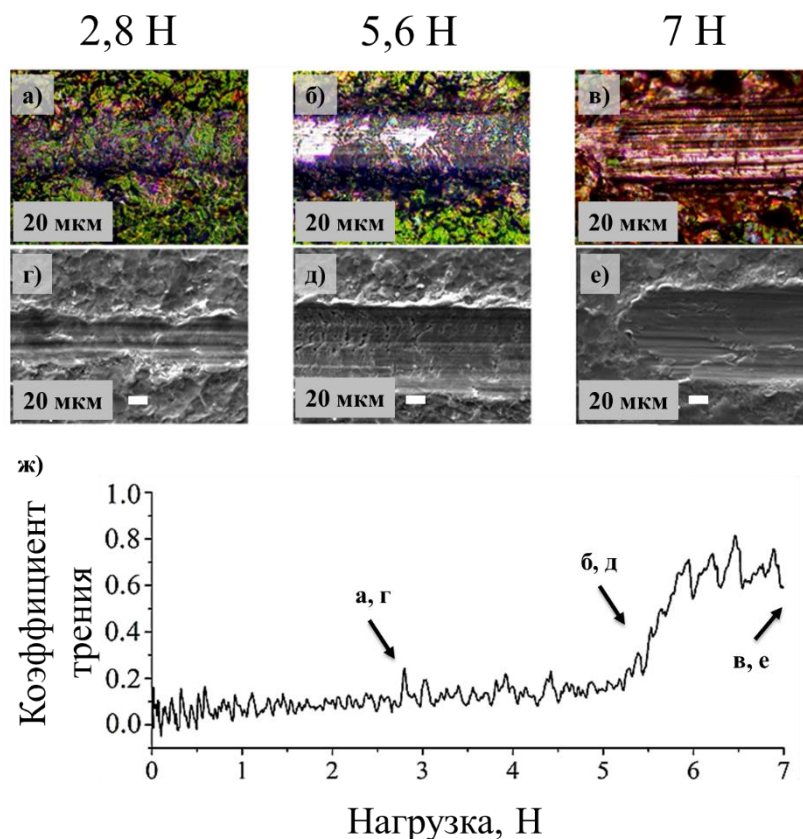 2,8 Н 5,6 Н 7 Н
а) б) в)
20 мкм 20 мкм 20 мкм
г) д) е)
20 мкм 20 мкм 20 мкм
ж)
Коэффициент
трения
1.0
0.8
0.6
0.4
0.2
0.0
а, г
б, д
в, е
0 1 2 3 4 5 6 7
Нагрузка, Н